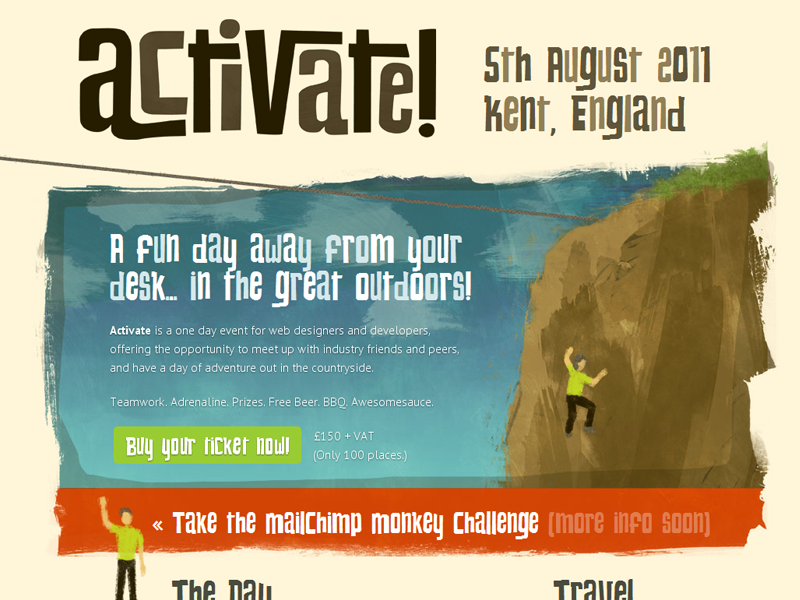 activate!
5th August 2011
Kent, England
A fun day away from your
desk... in the great outdoors!
Activate is a one day event for web designers and developers,
offering the opportunity to meet up with industry friends and peers,
and have a day of adventure out in the countryside.
Teamwork. Adrenaline. Prizes. Free Beer. BBQ. Awesomesauce.
Buy your ticket now!
£150 + VAT
(Only 100 places.)
« Take the mailchimp monkey challenge (more info soon)
The Day
Travel